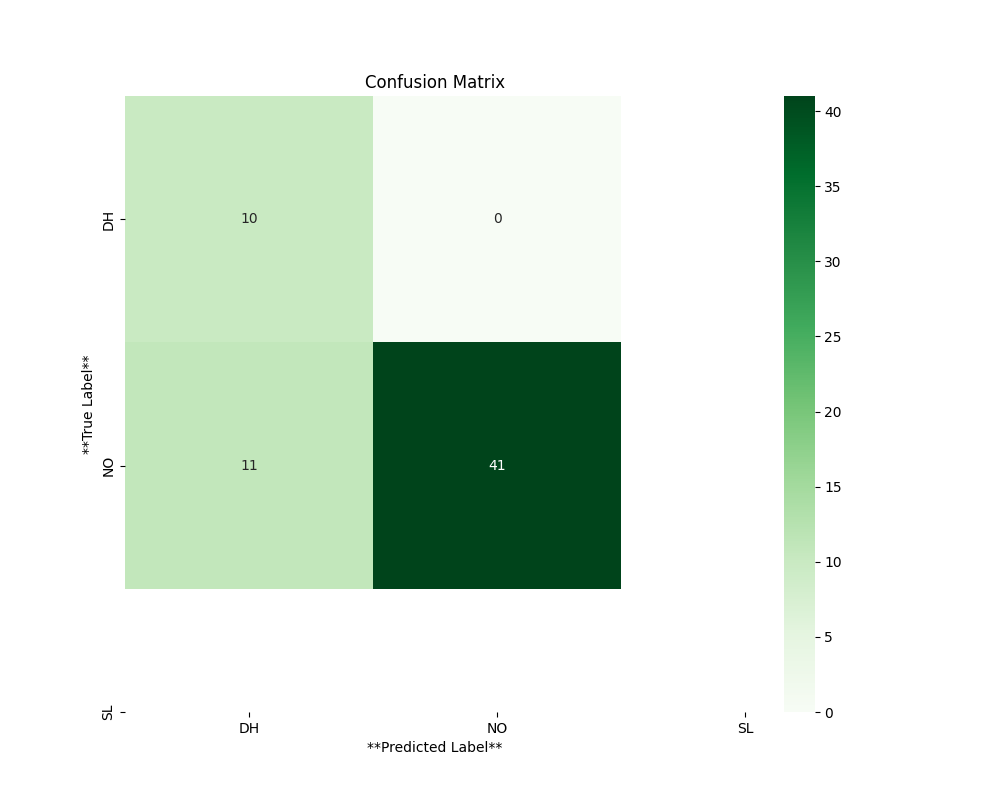 Confusion Matrix
DH
10
0
**True Label**
NO
11
41
SL
DH
NO
SL
**Predicted Label**
40
35
30
25
20
15
10
5
0